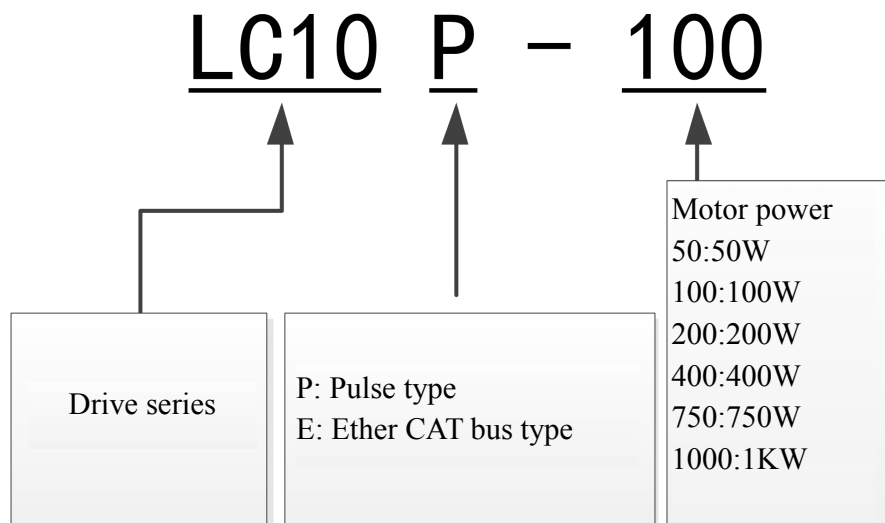 LC10 P - 100
Drive series
P: Pulse type
E: Ether CAT bus type
Motor power
50:50W
100:100W
200:200W
400:400W
750:750W
1000:1KW